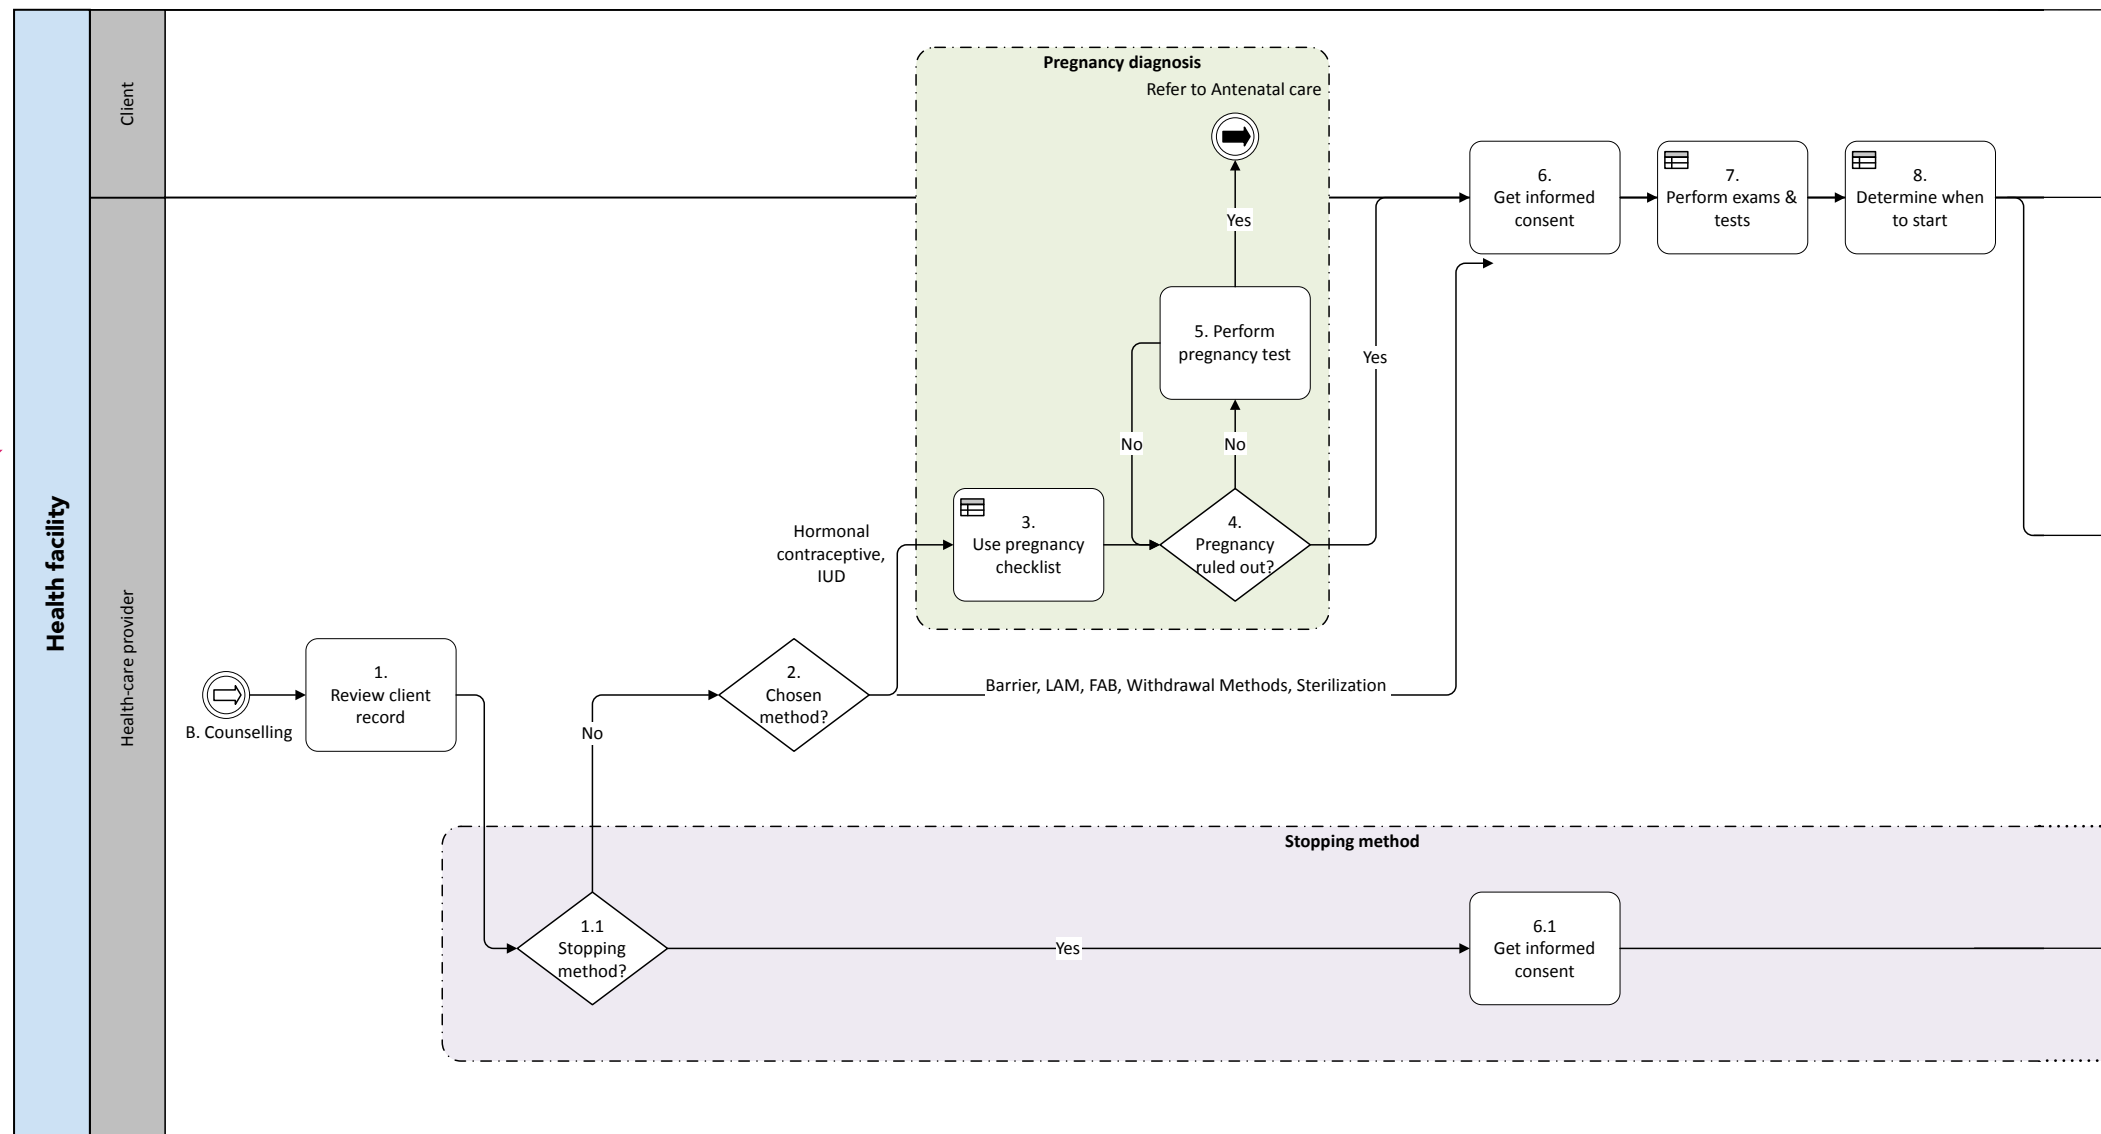 Health facility
Client
Health-care provider
Pregnancy diagnosis
Refer to Antenatal care
Yes
5. Perform
pregnancy test
No
No
Yes
6.
Get informed
consent
7.
Perform exams &
tests
8.
Determine when
to start
Hormonal
contraceptive,
IUD
3.
Use pregnancy
checklist
4.
Pregnancy
ruled out?
B. Counselling
1.
Review client
record
No
2.
Chosen
method?
Barrier, LAM, FAB, Withdrawal Methods, Sterilization
Stopping method
1.1
Stopping
method?
Yes
6.1
Get informed
consent